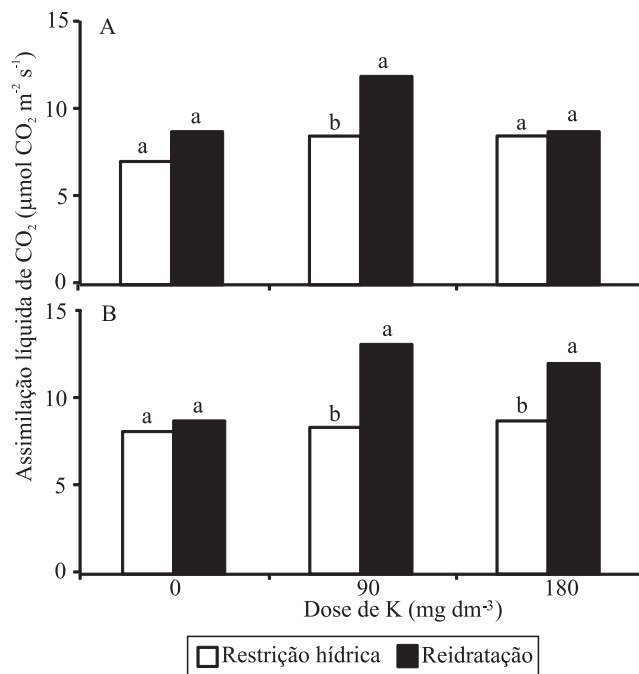 A
15
10
5
0
a
a
b
a
a
a
B
15
10
5
0
a
a
b
a
b
a
Assimilação líquida de CO₂ (µmol CO₂ m⁻² s⁻¹)
0
90
180
Dose de K (mg dm⁻³)
Restrição hídrica
Reidratação